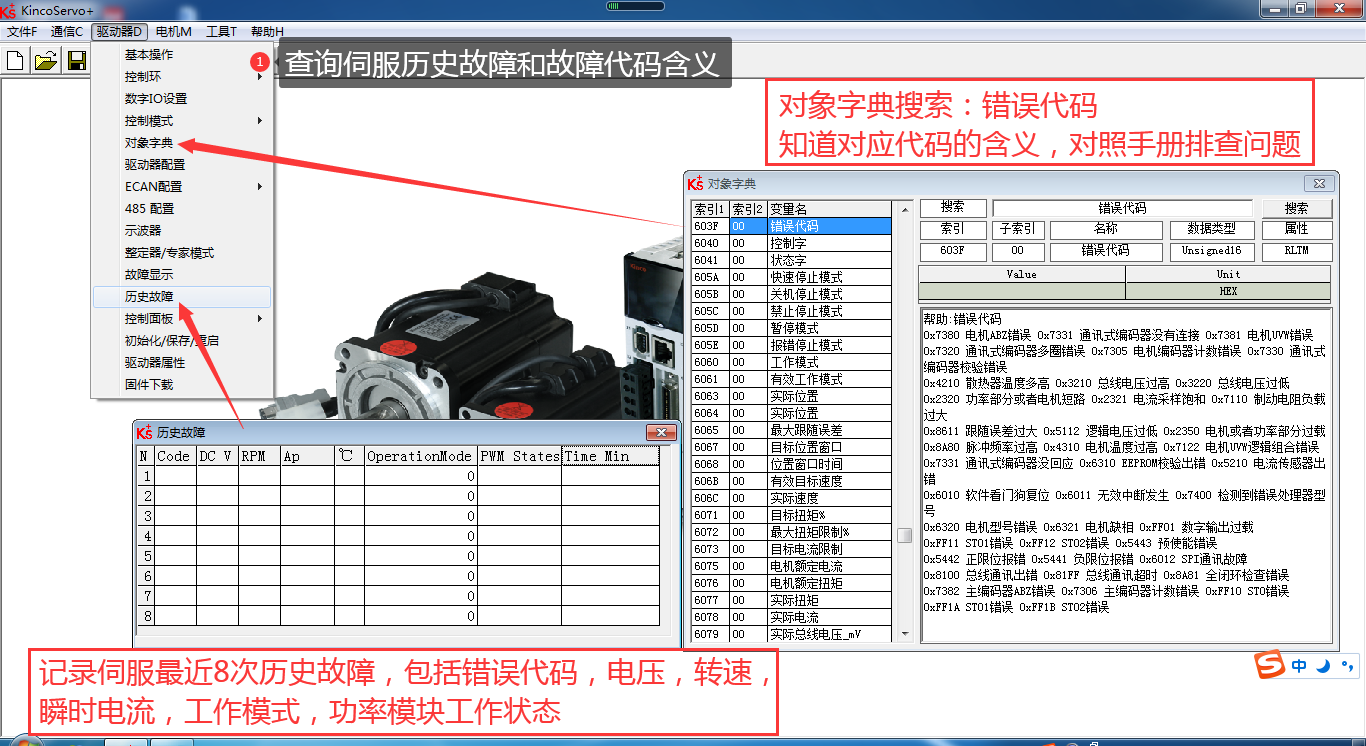 KincoServo+
文件F 通信C 驱动器D 电机M 工具T 帮助H
基本操作
控制环
数字IO设置
控制模式
对象字典
驱动器配置
ECAN配置
485 配置
示波器
整定器/专家模式
故障显示
历史故障
控制面板
初始化/保存/重启
驱动器属性
固件下载
1 查询伺服历史故障和故障代码含义
对象字典搜索：错误代码
知道对应代码的含义，对照手册排查问题
对象字典
索引1 索引2 变量名
603F 00 错误代码
6040 00 控制字
6041 00 状态字
605A 00 快速停止模式
605B 00 关机停止模式
605C 00 禁止停止模式
605D 00 暂停模式
605E 00 报错停止模式
6060 00 工作模式
6061 00 有效工作模式
6063 00 实际位置
6064 00 实际位置
6065 00 最大跟随误差
6067 00 目标位置窗口
6068 00 位置窗口时间
606B 00 有效目标速度
606C 00 实际速度
6071 00 目标扭矩%
6072 00 最大扭矩限制%
6073 00 目标电流限制
6075 00 电机额定电流
6076 00 电机额定扭矩
6077 00 实际扭矩
6078 00 实际电流
6079 00 实际总线电压_mV
搜索 错误代码 搜索
索引 子索引 名称 数据类型 属性
603F 00 错误代码 Unsigned16 RLTM
Value Unit
HEX
帮助:错误代码
0x7380 电机ABZ错误 0x7331 通讯式编码器没有连接 0x7381 电机UVW错误
0x7320 通讯式编码器多圈错误 0x7305 电机编码器计数错误 0x7330 通讯式
编码器校验错误
0x4210 散热器温度多高 0x3210 总线电压过高 0x3220 总线电压过低
0x2320 功率部分或者电机短路 0x2321 电流采样饱和 0x7110 制动电阻负载
过大
0x8611 跟随误差过大 0x5112 逻辑电压过低 0x2350 电机或者功率部分过载
0x8A80 脉冲频率过高 0x4310 电机温度过高 0x7122 电机UVW逻辑组合错误
0x7331 通讯式编码器没回应 0x6310 EEPROM校验出错 0x5210 电流传感器出
错
0x6010 软件看门狗复位 0x6011 无效中断发生 0x7400 检测到错误处理器型
号
0x6320 电机型号错误 0x6321 电机缺相 0xFF01 数字输出过载
0xFF11 STO1错误 0xFF12 STO2错误 0x5443 预使能错误
0x5442 正限位报错 0x5441 负限位报错 0x6012 SPI通讯故障
0x8100 总线通讯出错 0x81FF 总线通讯超时 0x8A81 全闭环检查错误
0x7382 主编码器ABZ错误 0x7306 主编码器计数错误 0xFF10 STO错误
0xFF1A STO1错误 0xFF1B STO2错误
历史故障
N Code DC V RPM Ap ℃ OperationMode PWM States Time Min
1 0
2 0
3 0
4 0
5 0
6 0
7 0
8 0
记录伺服最近8次历史故障，包括错误代码，电压，转速，
瞬时电流，工作模式，功率模块工作状态
中